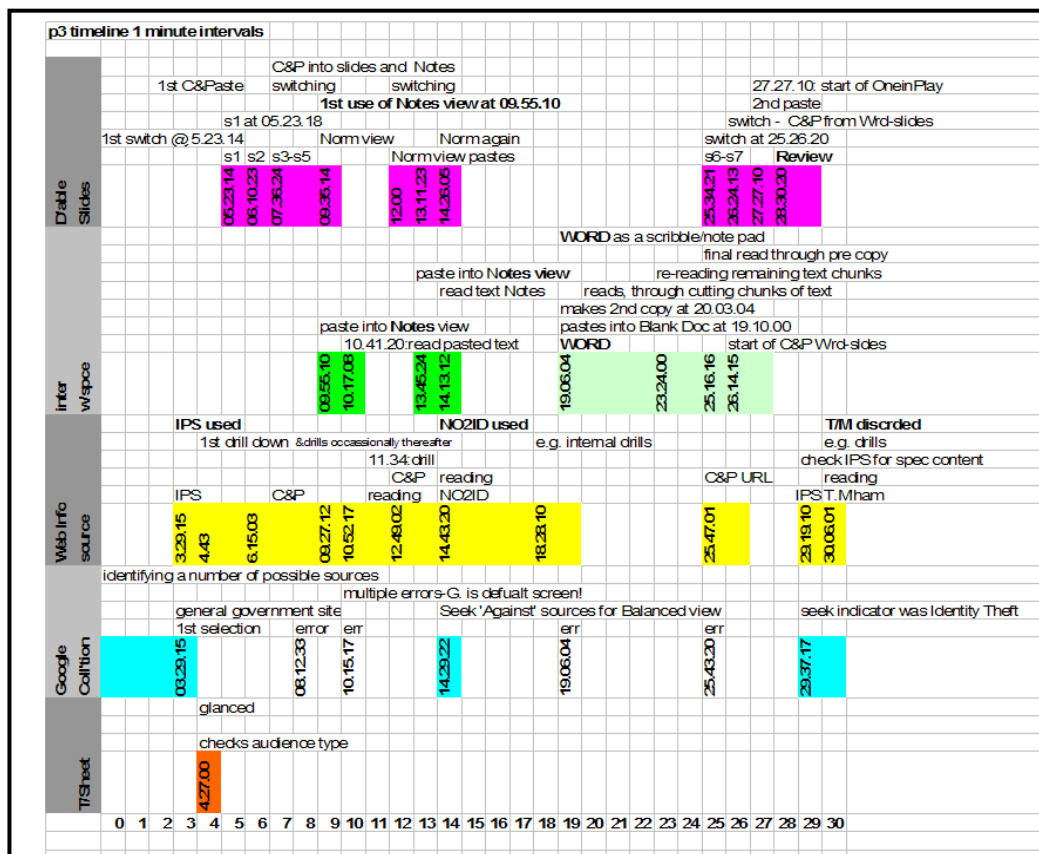 p3 timeline 1 minute intervals
C&P into slides and Notes
1st C&Paste switching switching 27.27.10: start of OneinPlay
1st use of Notes view at 09.55.10 2nd paste
s1 at 05.23.18 switch - C&P from Wrd-slides
1st switch @ 5.23.14 Norm view Norm again switch at 25.26.20
s1 s2 s3-s5 Norm view pastes s6-s7 Review
D'able Slides
05.23.14 06.10.23 07.36.24 09.35.14 12.00 13.11.23 14.26.05 25.34.21 26.24.13 27.27.10 28.30.20
WORD as a scribble/note pad
final read through pre copy
paste into Notes view re-reading remaining text chunks
read text Notes reads, through cutting chunks of text
makes 2nd copy at 20.03.04
paste into Notes view pastes into Blank Doc at 19.10.00
10.41.20:read pasted text WORD start of C&P Wrd-sldes
inter W/spce
09.55.10 10.17.08 13.45.24 14.13.12 19.06.04 23.24.00 25.16.16 26.14.15
IPS used NO2ID used T/M discrded
1st drill down &drills occassionally thereafter e.g. internal drills e.g. drills
11.34:drill check IPS for spec content
C&P reading C&P URL reading
IPS C&P reading NO2ID IPS T.Mham
Web Info source
3.29.15 4.43 6.15.03 09.27.12 10.52.17 12.49.02 14.43.20 18.28.10 25.47.01 29.19.10 30.06.01
identifying a number of possible sources
multiple errors-G. is defualt screen!
general government site Seek 'Against' sources for Balanced view seek indicator was Identity Theft
1st selection error err err err
Google Coll'tion
03.29.15 08.12.33 10.15.17 14.29.22 19.06.04 25.43.20 29.37.17
glanced
checks audience type
T/Sheet
4.27.00
0 1 2 3 4 5 6 7 8 9 10 11 12 13 14 15 16 17 18 19 20 21 22 23 24 25 26 27 28 29 30